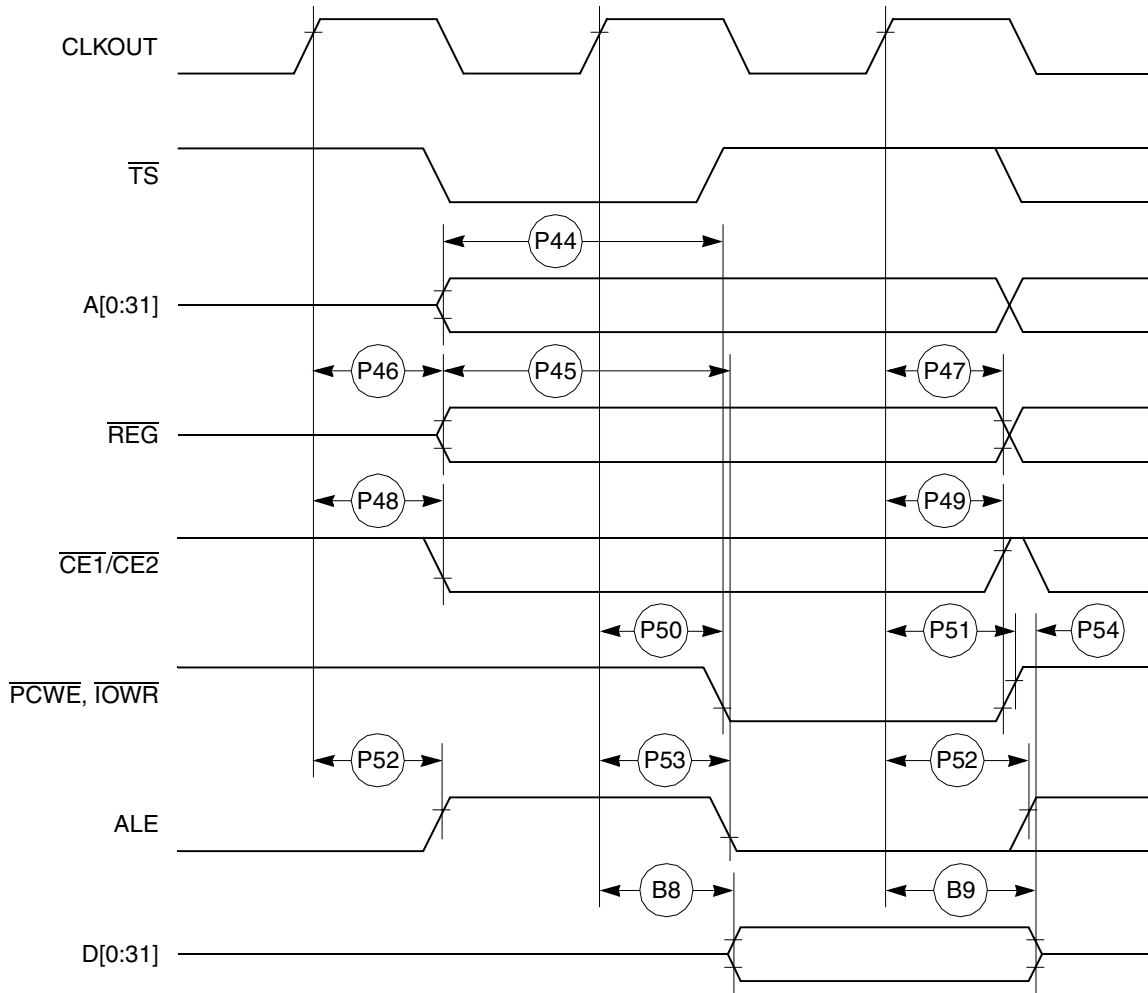 CLKOUT
TS
P44
A[0:31]
P46 P45 P47
REG
P48 P49
CE1/CE2
P50 P51 P54
PCWE, IOWR
P52 P53 P52
ALE
B8 B9
D[0:31]